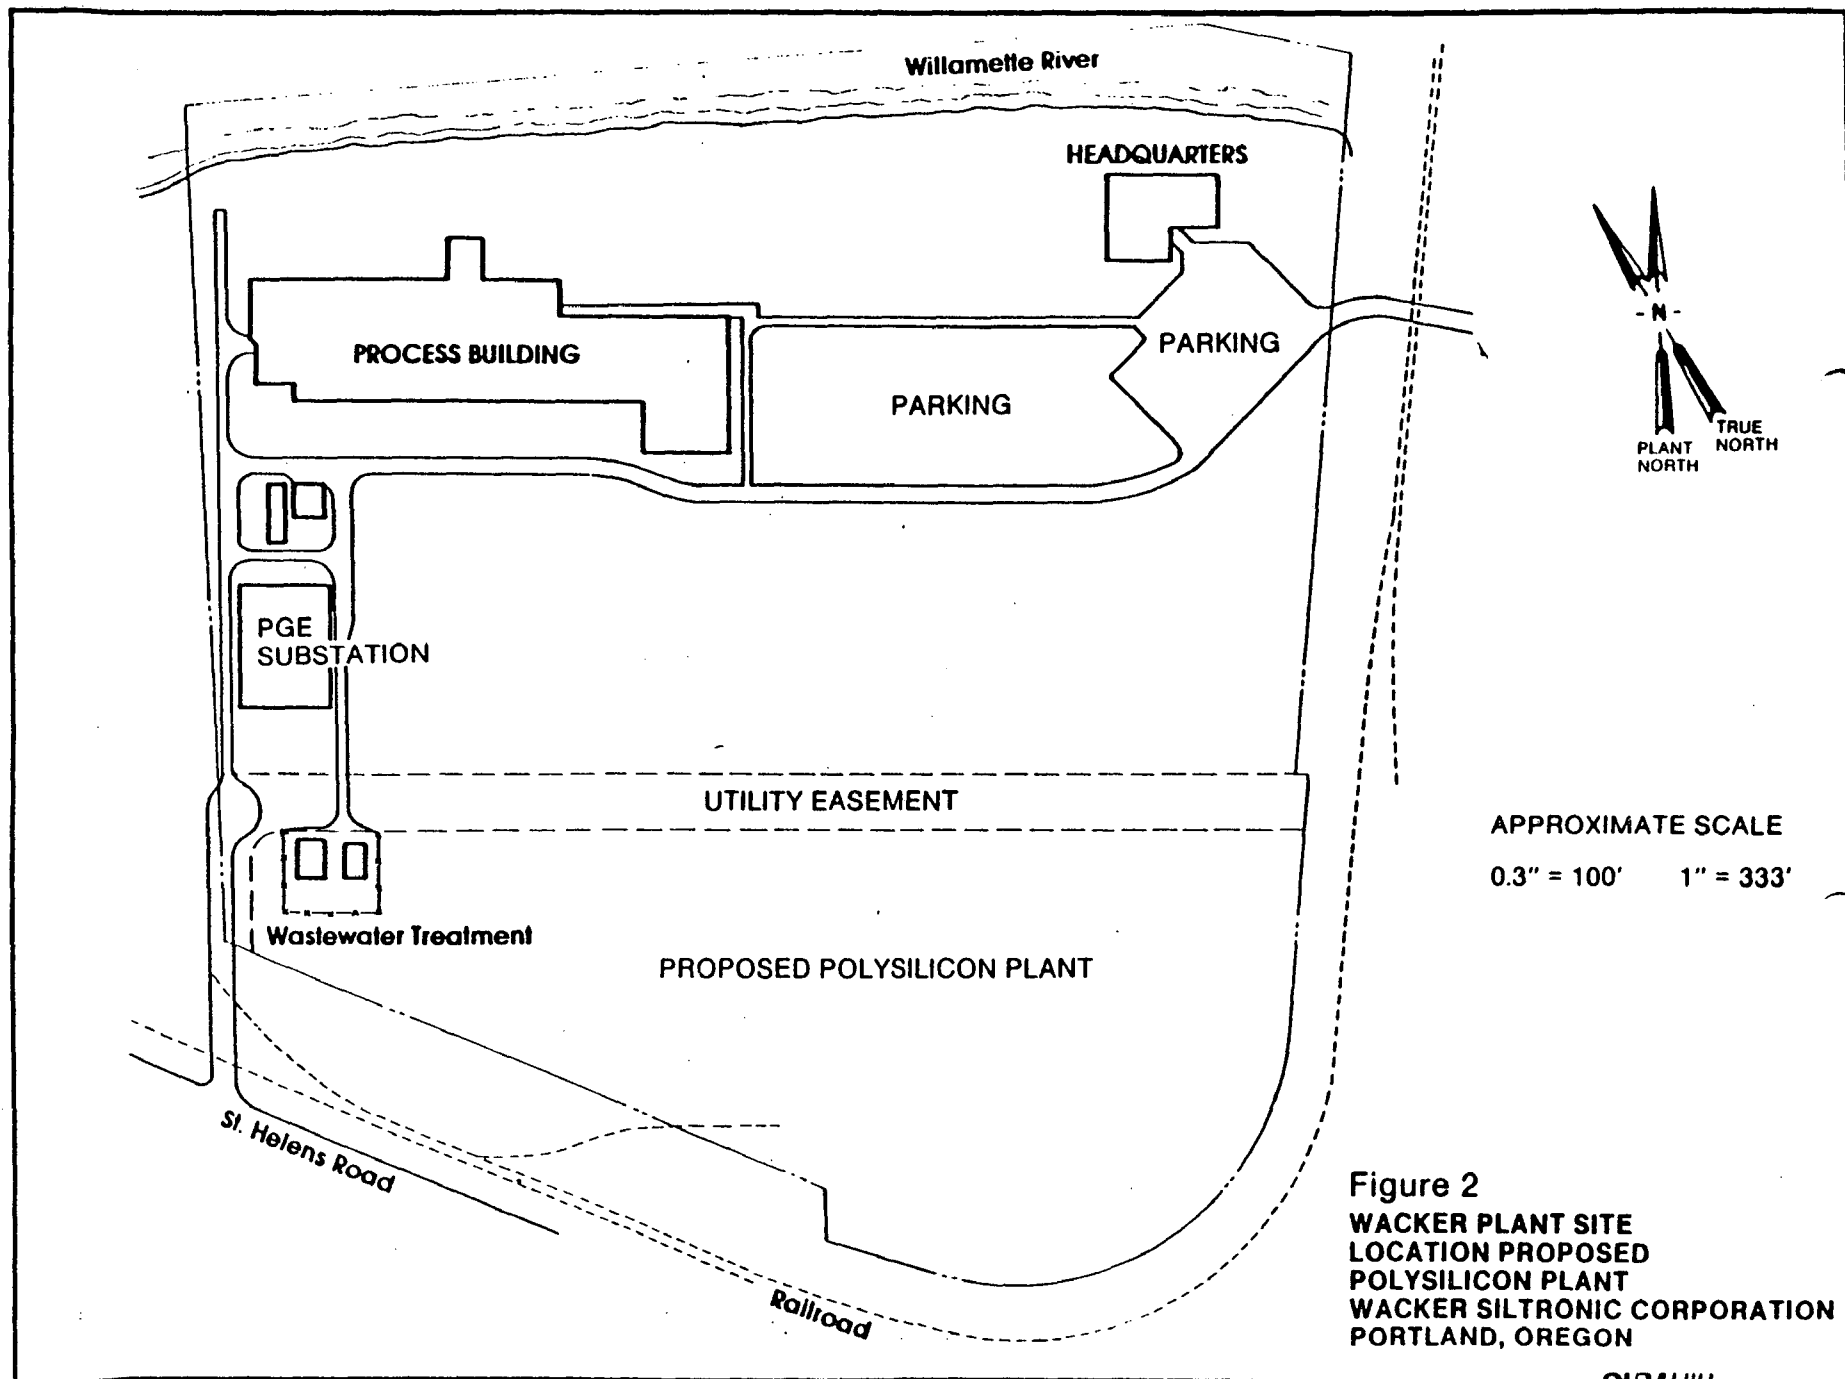 Willamette River
HEADQUARTERS
PROCESS BUILDING
PARKING
PARKING
- N -
PLANT
NORTH
TRUE
NORTH
PGE
SUBSTATION
UTILITY EASEMENT
APPROXIMATE SCALE
0.3" = 100' 1" = 333'
Wastewater Treatment
PROPOSED POLYSILICON PLANT
St. Helens Road
Railroad
Figure 2
WACKER PLANT SITE
LOCATION PROPOSED
POLYSILICON PLANT
WACKER SILTRONIC CORPORATION
PORTLAND, OREGON